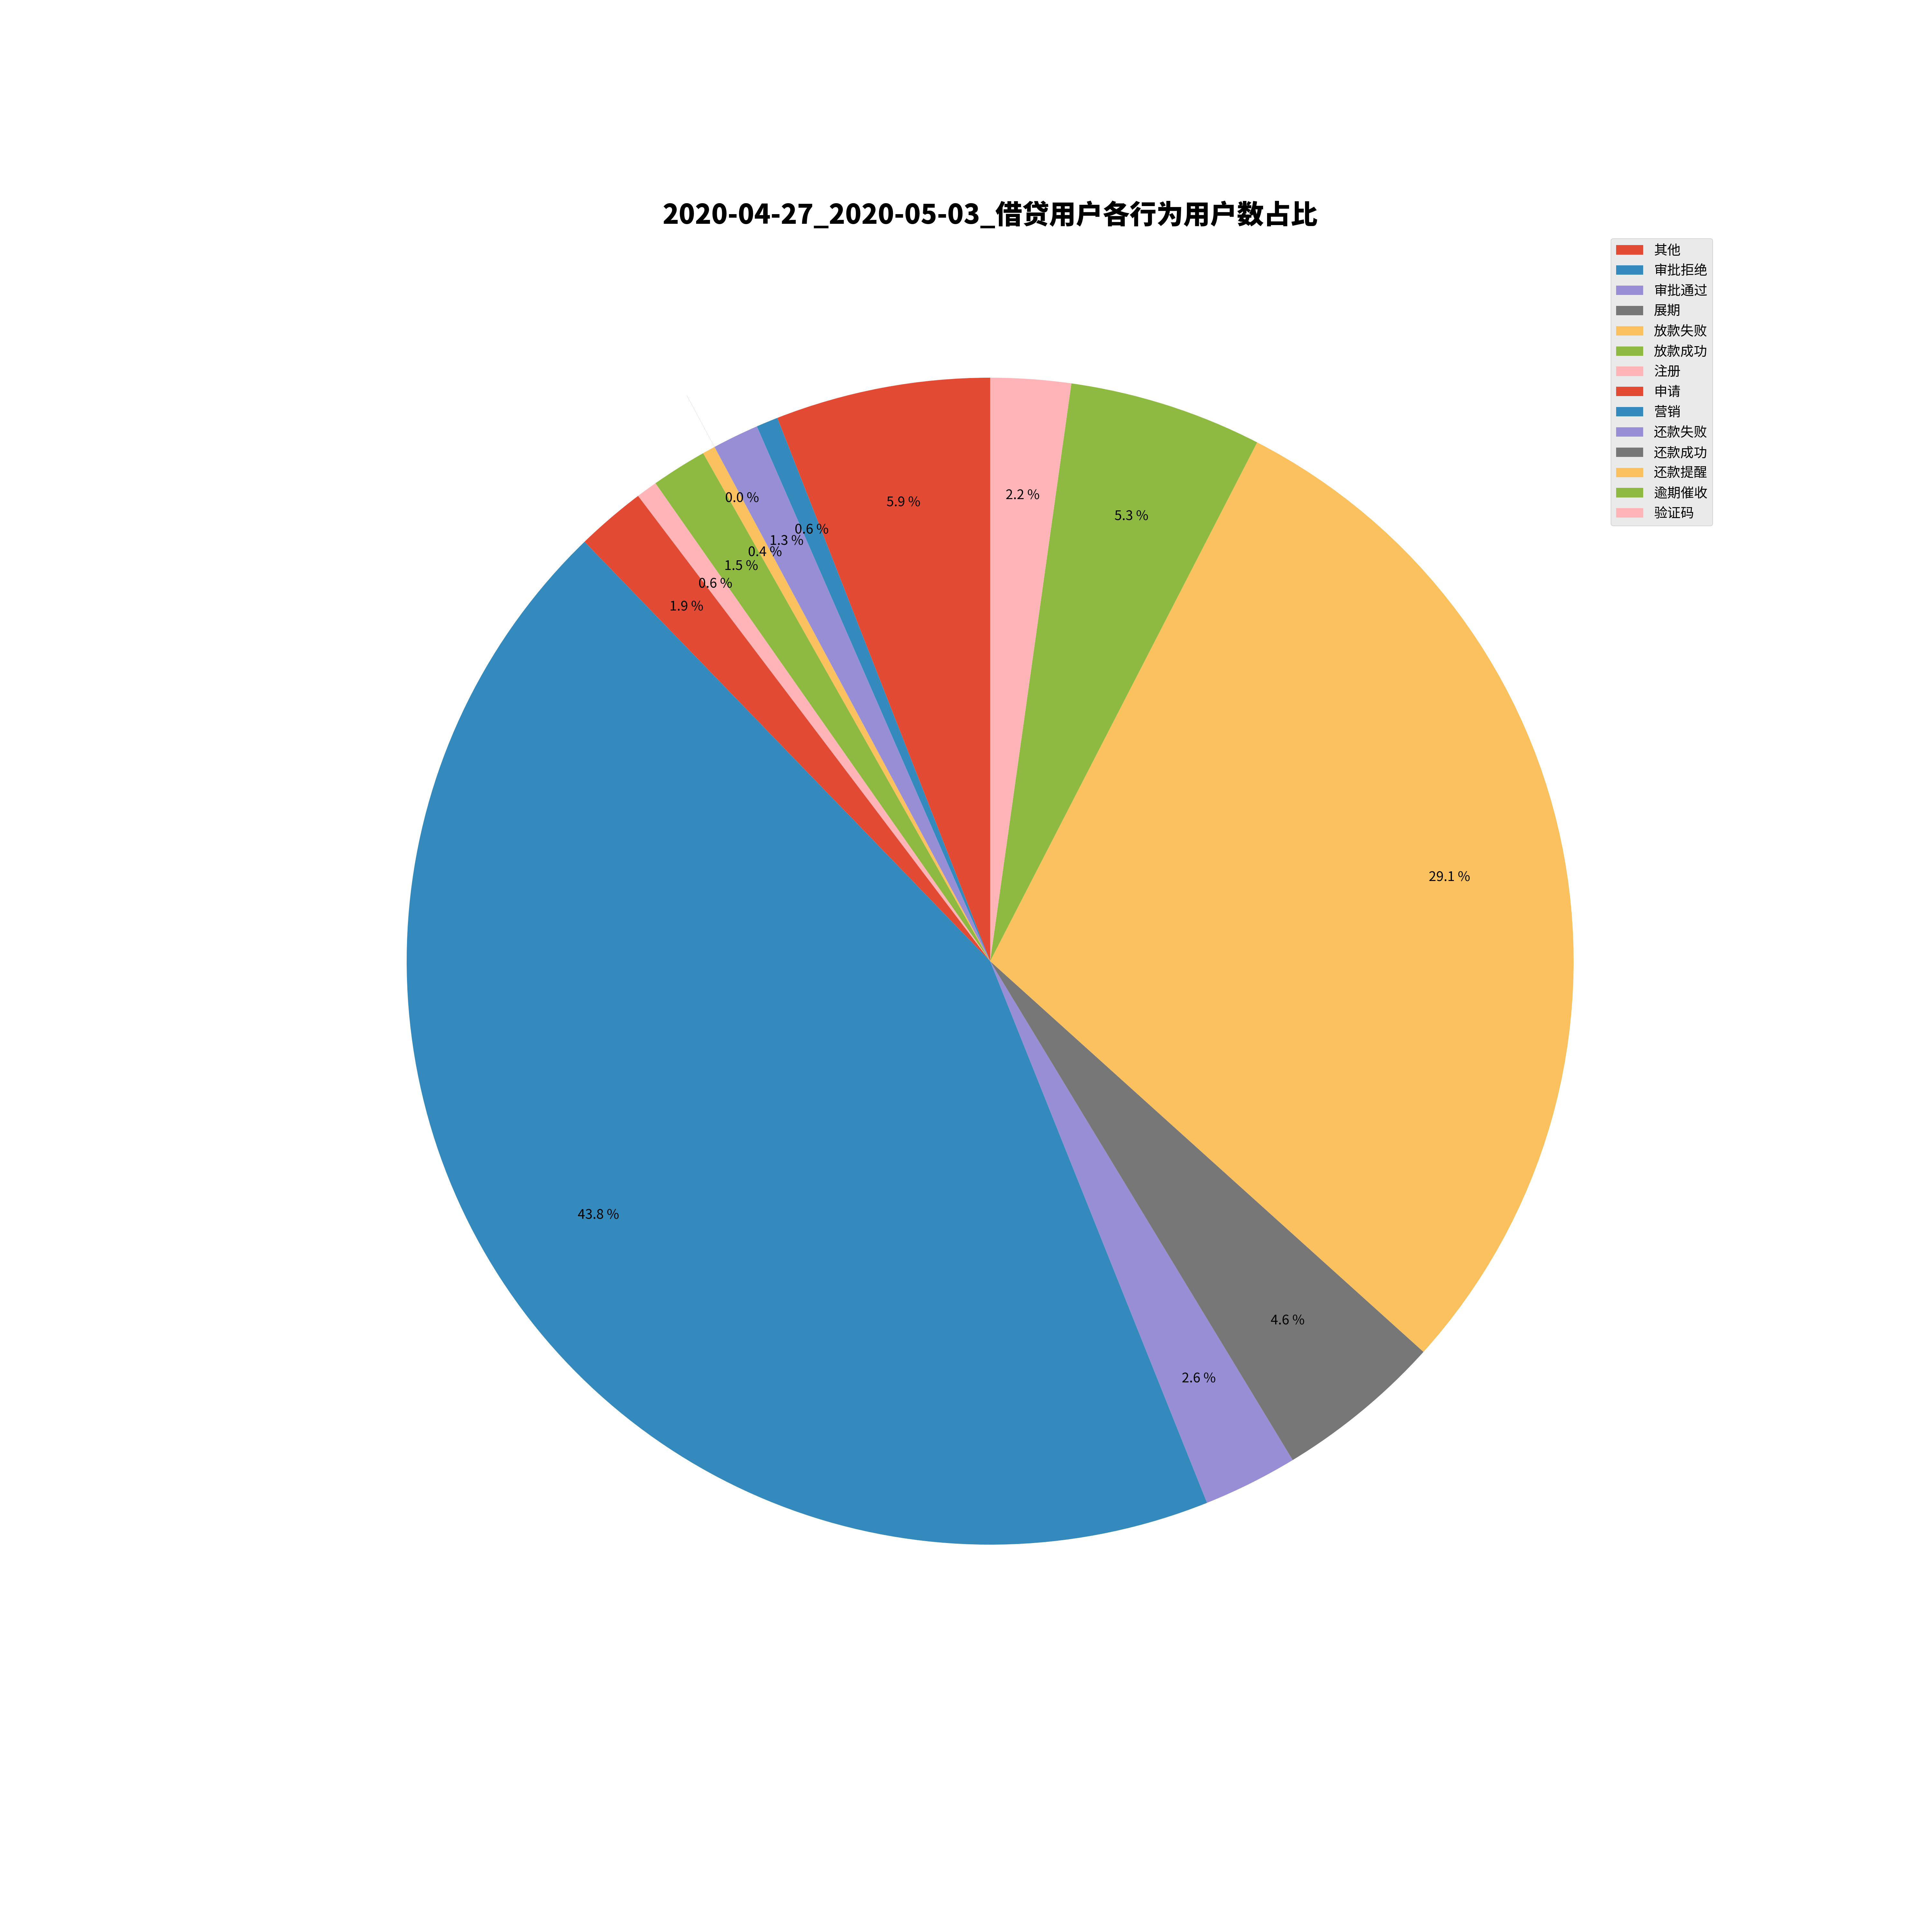 2020-04-27_2020-05-03_借贷用户各行为用户数占比
其他
审批拒绝
审批通过
展期
放款失败
放款成功
注册
申请
营销
还款失败
还款成功
还款提醒
逾期催收
验证码
5.9 %
0.6 %
1.3 %
0.0 %
0.4 %
1.5 %
0.6 %
1.9 %
43.8 %
2.6 %
4.6 %
29.1 %
5.3 %
2.2 %